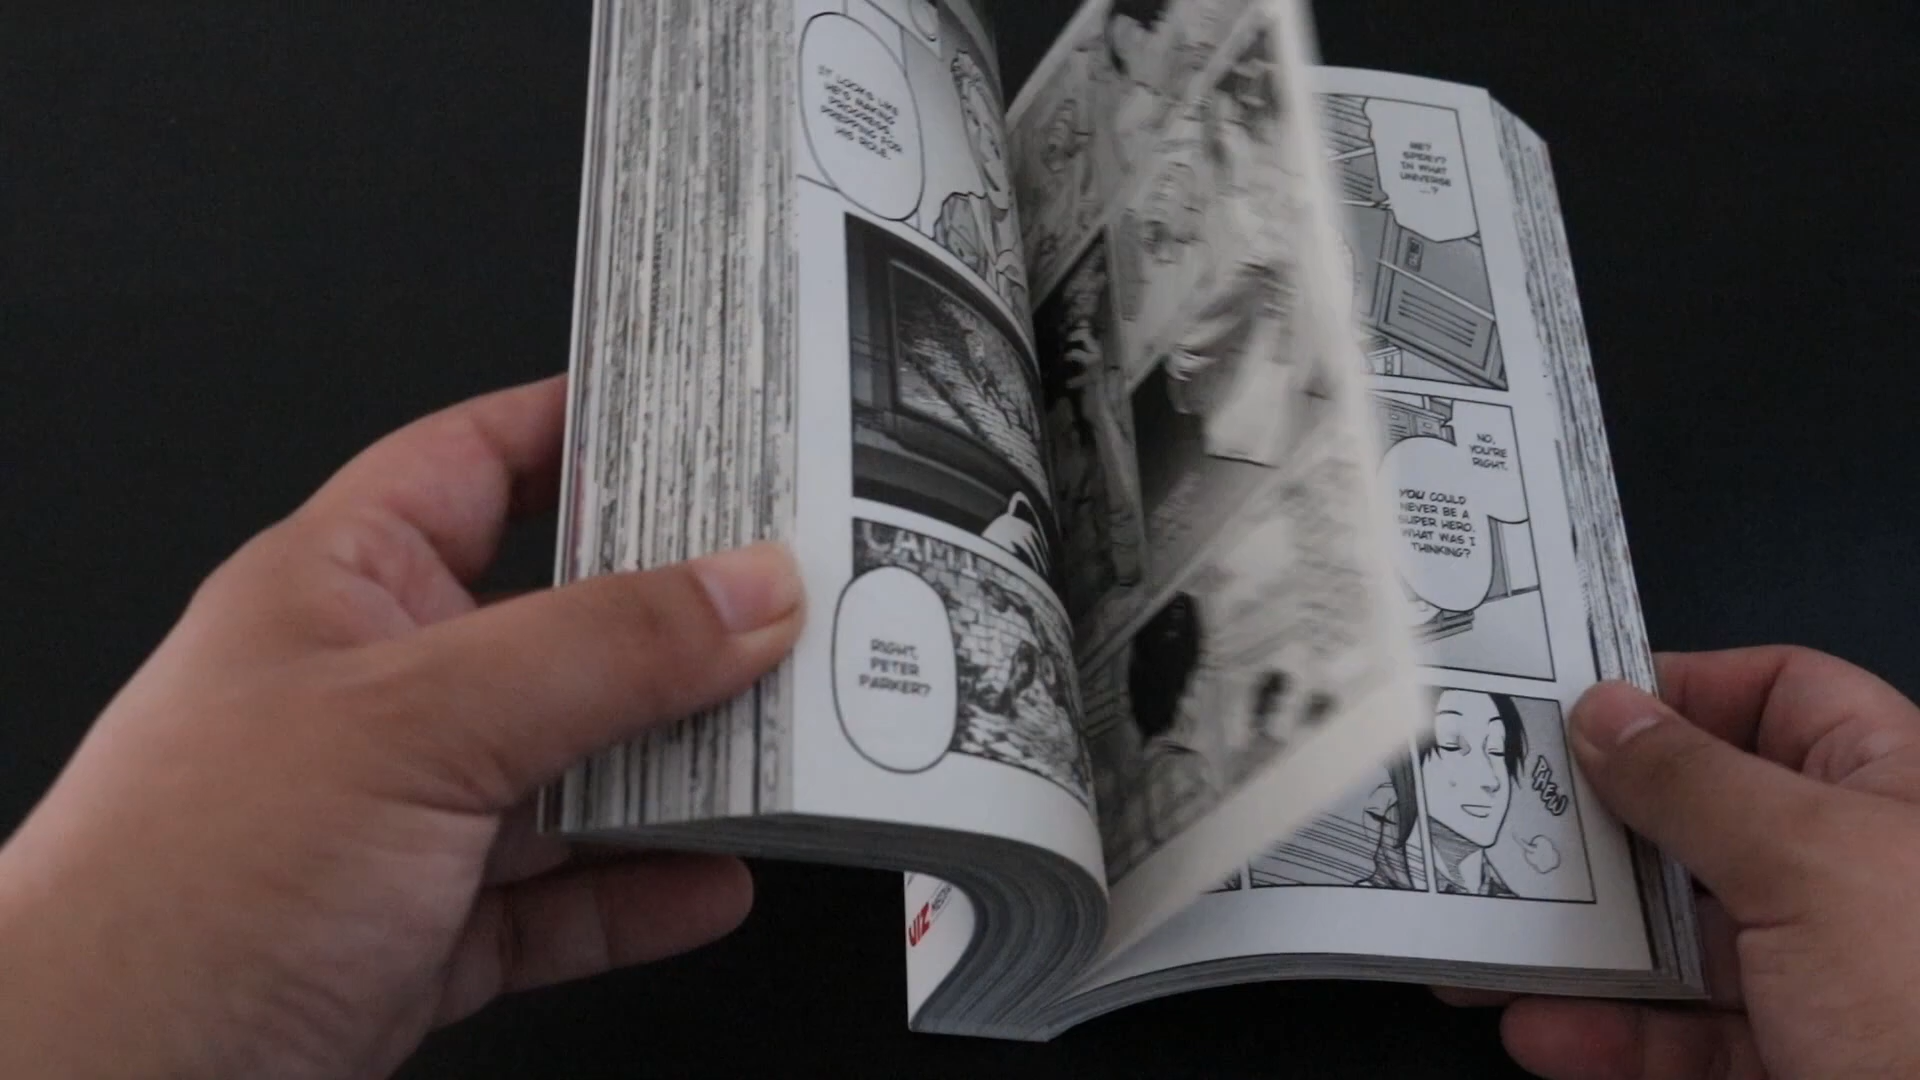 IT LOOKS LIKE
HE'S MAKING
PROGRESS,
PREPPING FOR
HIS ROLE.
RIGHT,
PETER
PARKER?
VIZ
ME?
SPIDEY?
IN WHAT
UNIVERSE
...?
NO,
YOU'RE
RIGHT.
YOU COULD
NEVER BE A
SUPER HERO.
WHAT WAS I
THINKING?
PHEW